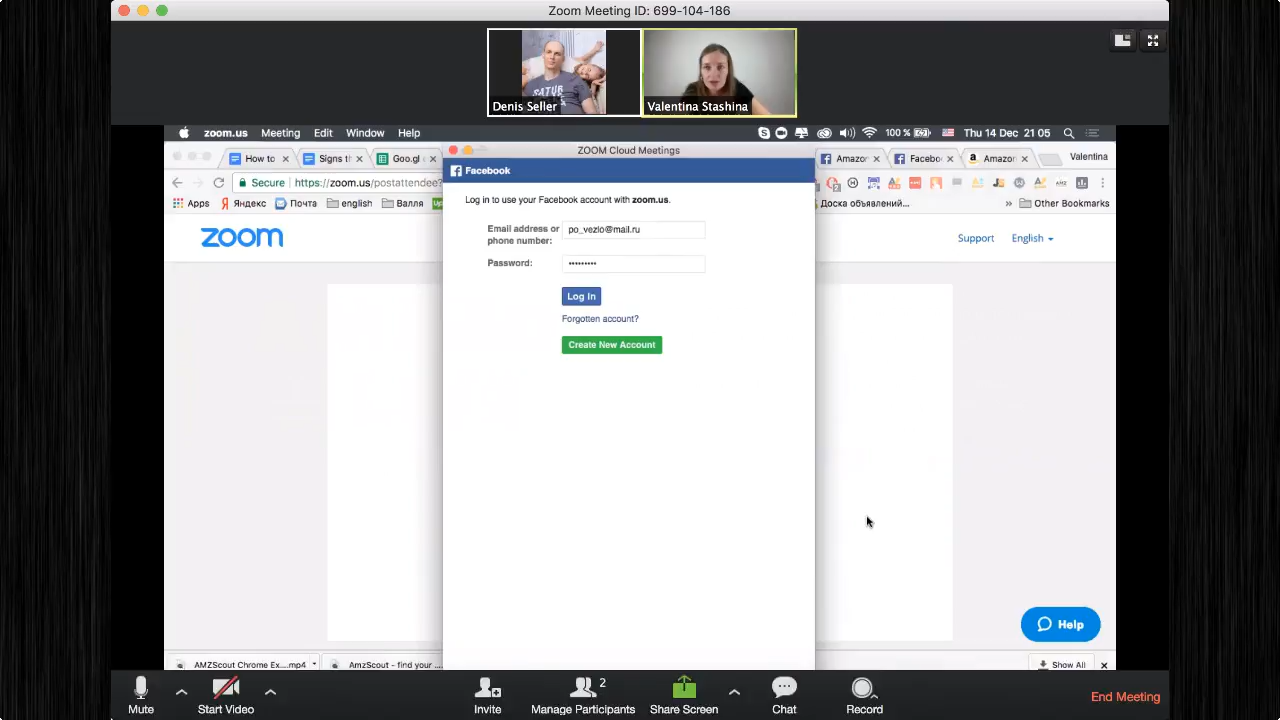 Zoom Meeting ID: 699-104-186
Denis Seller
Valentina Stashina
SATUR
zoom.us Meeting Edit Window Help
100 %
Thu 14 Dec 21 05
How to
Signs th
Goo.gl
ZOOM Cloud Meetings
Amazon
Facebo
Amazon
Valentina
Secure
https://zoom.us/postattendee?
Facebook
Apps
Яндекс
Почта
english
Валля
Up
Доска объявлений...
Other Bookmarks
zoom
Support
English
Log in to use your Facebook account with zoom.us.
Email address or
phone number:
po_vezlo@mail.ru
Password:
•••••••••
Log In
Forgotten account?
Create New Account
Help
AMZScout Chrome Ex....mp4
AmzScout - find your ...
Show All
Mute
Start Video
Invite
2
Manage Participants
Share Screen
Chat
Record
End Meeting